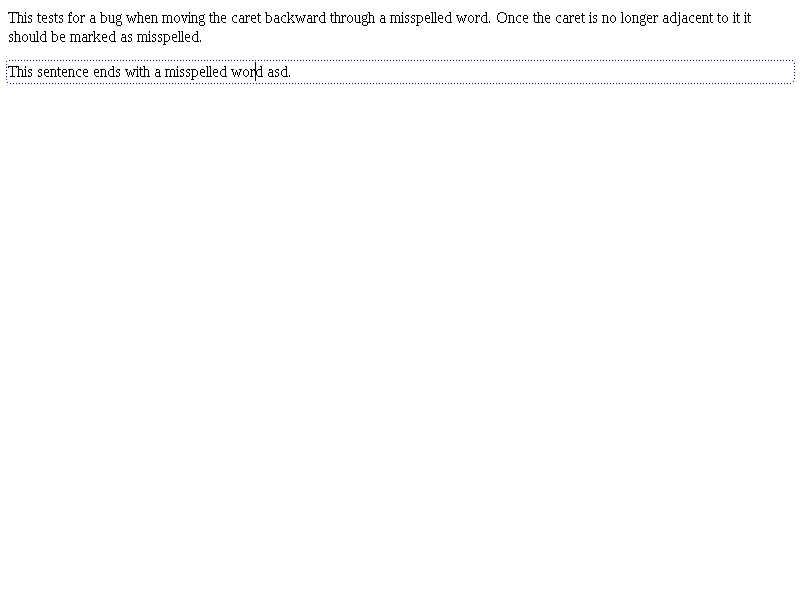 This tests for a bug when moving the caret backward through a misspelled word. Once the caret is no longer adjacent to it it
should be marked as misspelled.
This sentence ends with a misspelled word asd.